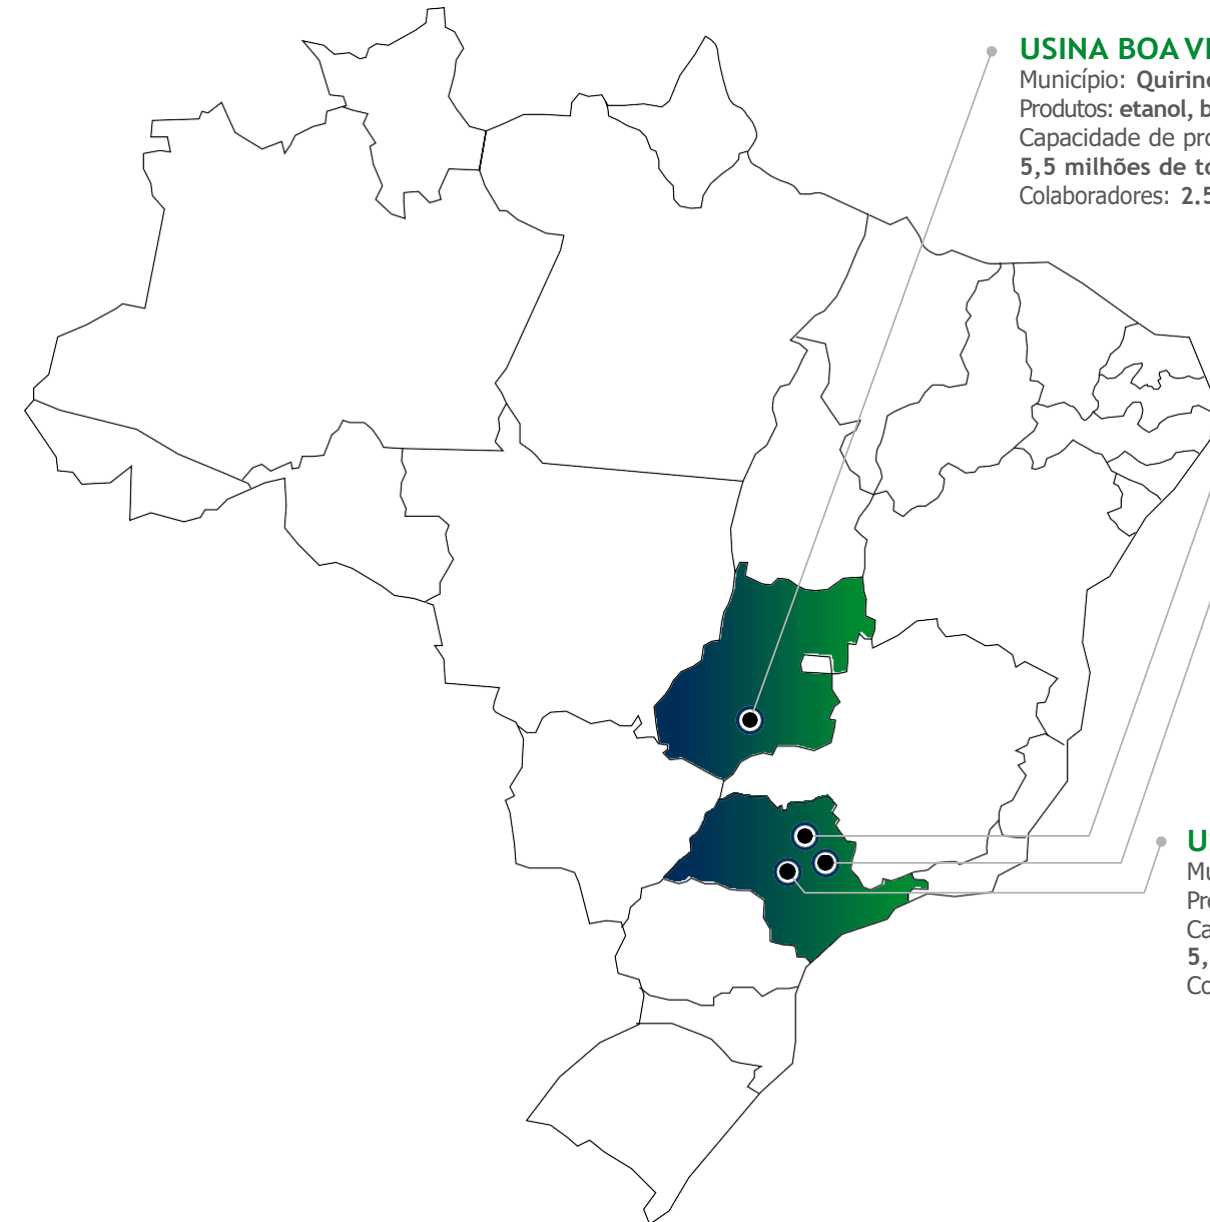 USINA BOA VI
Município: Quirino
Produtos: etanol, b
Capacidade de pro
5,5 milhões de to
Colaboradores: 2.5
U
Mu
Pro
Ca
5,
Co